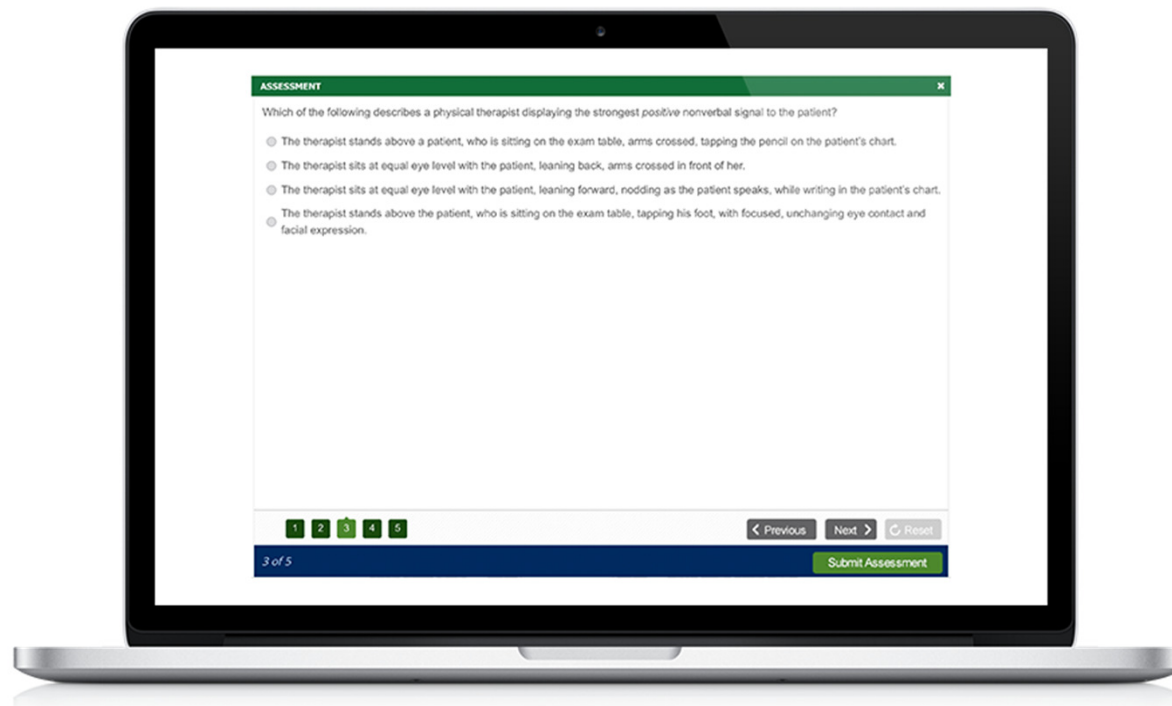 ASSESSMENT
Which of the following describes a physical therapist displaying the strongest positive nonverbal signal to the patient?
The therapist stands above a patient, who is sitting on the exam table, arms crossed, tapping the pencil on the patient's chart.
The therapist sits at equal eye level with the patient, leaning back, arms crossed in front of her.
The therapist sits at equal eye level with the patient, leaning forward, nodding as the patient speaks, while writing in the patient's chart.
The therapist stands above the patient, who is sitting on the exam table, tapping his foot, with focused, unchanging eye contact and
facial expression.
1 2 3 4 5 Previous Next Reset
3 of 5 Submit Assessment